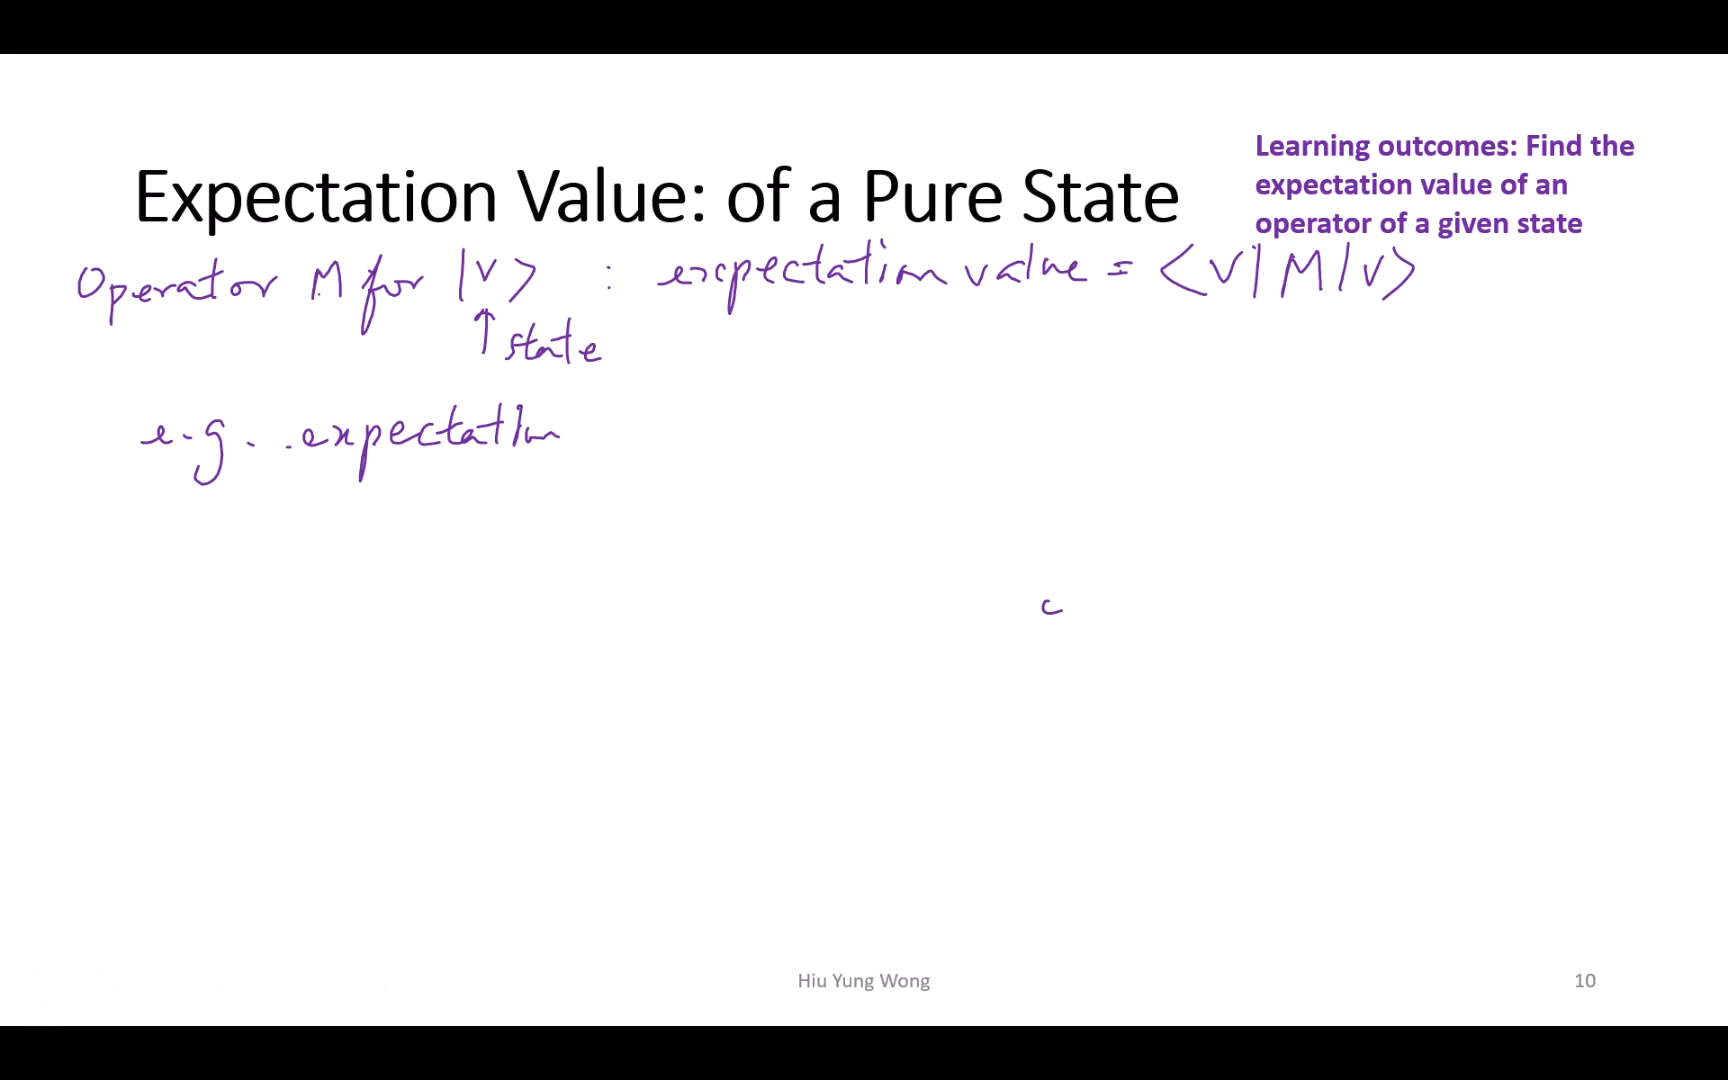 Learning outcomes: Find the
expectation value of an
operator of a given state
Expectation Value: of a Pure State
Operator M for |v> : expectation value = <v|M|v>
↑ state
e.g. . expectation
c
Hiu Yung Wong
10